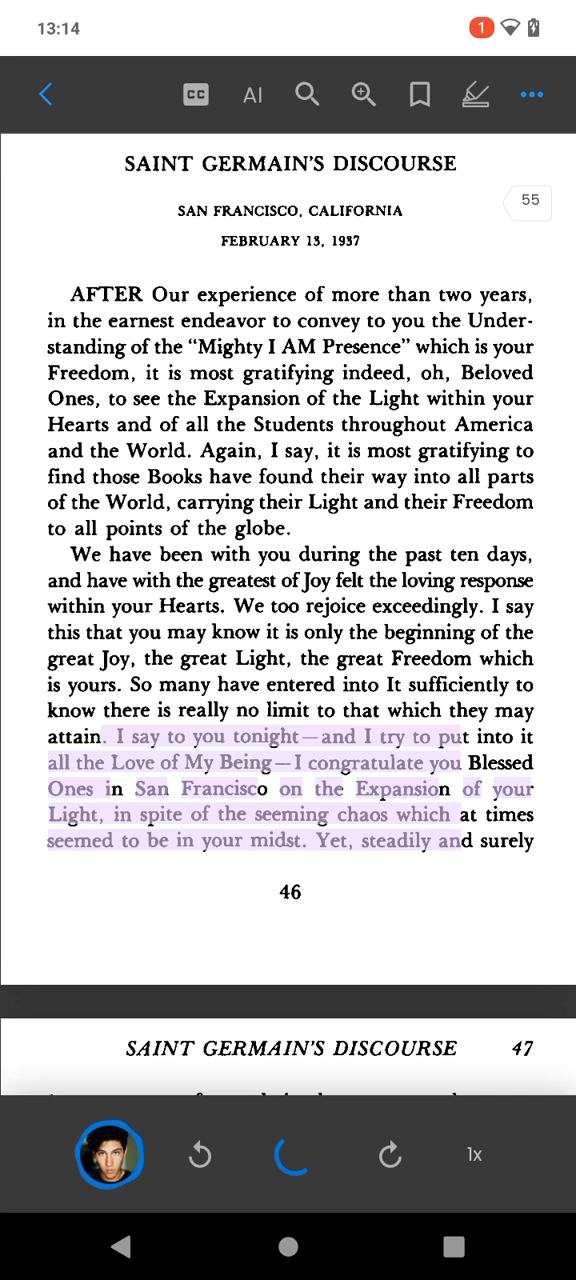 13:14
1
CC AI
SAINT GERMAIN'S DISCOURSE
55
SAN FRANCISCO, CALIFORNIA
FEBRUARY 13, 1937
AFTER Our experience of more than two years,
in the earnest endeavor to convey to you the Under-
standing of the "Mighty I AM Presence" which is your
Freedom, it is most gratifying indeed, oh, Beloved
Ones, to see the Expansion of the Light within your
Hearts and of all the Students throughout America
and the World. Again, I say, it is most gratifying to
find those Books have found their way into all parts
of the World, carrying their Light and their Freedom
to all points of the globe.
We have been with you during the past ten days,
and have with the greatest of Joy felt the loving response
within your Hearts. We too rejoice exceedingly. I say
this that you may know it is only the beginning of the
great Joy, the great Light, the great Freedom which
is yours. So many have entered into It sufficiently to
know there is really no limit to that which they may
attain. I say to you tonight—and I try to put into it
all the Love of My Being—I congratulate you Blessed
Ones in San Francisco on the Expansion of your
Light, in spite of the seeming chaos which at times
seemed to be in your midst. Yet, steadily and surely
46
SAINT GERMAIN'S DISCOURSE 47
1x